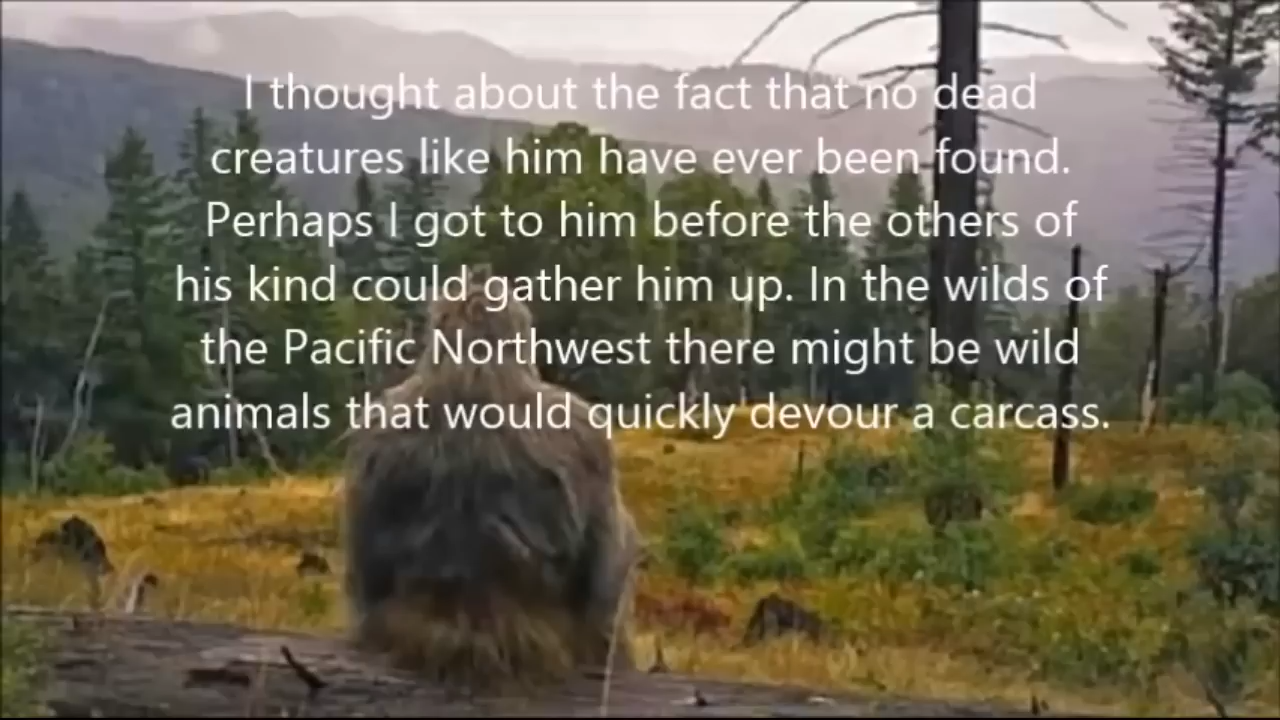 I thought about the fact that no dead
creatures like him have ever been found.
Perhaps I got to him before the others of
his kind could gather him up. In the wilds of
the Pacific Northwest there might be wild
animals that would quickly devour a carcass.